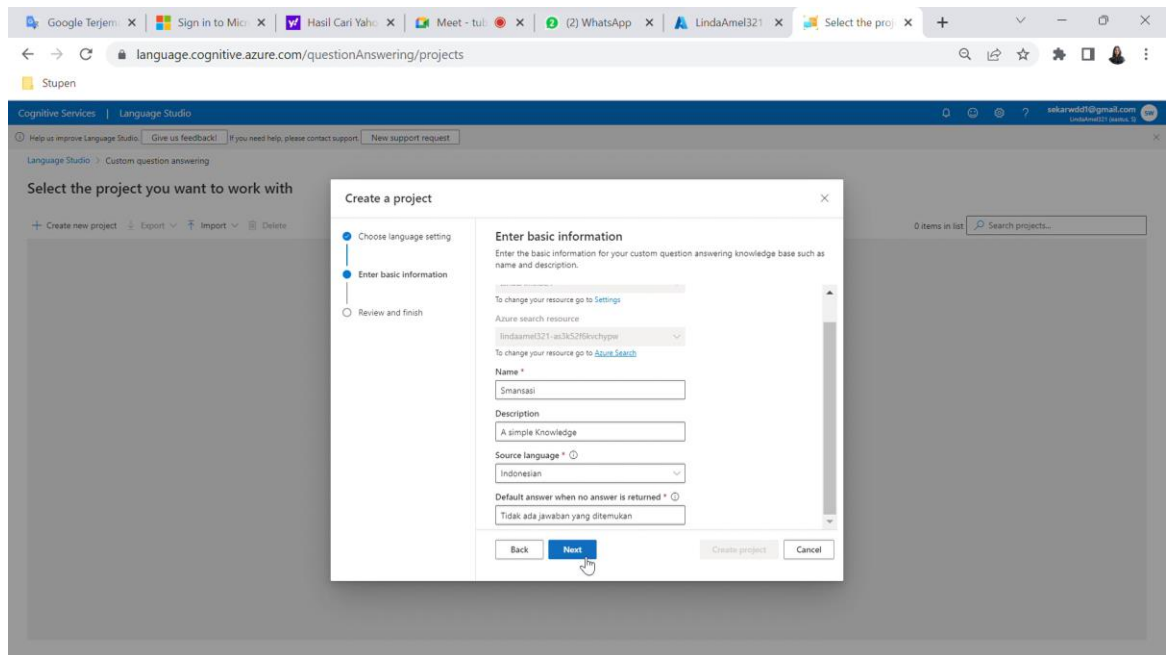 Google Terjem
Sign in to Micr
Hasil Cari Yaho
Meet - tub
(2) WhatsApp
LindaAmel321
Select the proj
language.cognitive.azure.com/questionAnswering/projects
Stupen
Cognitive Services | Language Studio
sekarwdd1@gmail.com
LindaAmel321 (eastus, S)
SW
Help us improve Language Studio. Give us feedback! If you need help, please contact support. New support request
Language Studio > Custom question answering
Select the project you want to work with
Create new project Export Import Delete
0 items in list Search projects...
Create a project
Choose language setting
Enter basic information
Review and finish
Enter basic information
Enter the basic information for your custom question answering knowledge base such as
name and description.
To change your resource go to Settings
Azure search resource
lindaamel321-as3k52f6kvchypw
To change your resource go to Azure Search
Name *
Smansasi
Description
A simple Knowledge
Source language *
Indonesian
Default answer when no answer is returned *
Tidak ada jawaban yang ditemukan
Back Next Create project Cancel